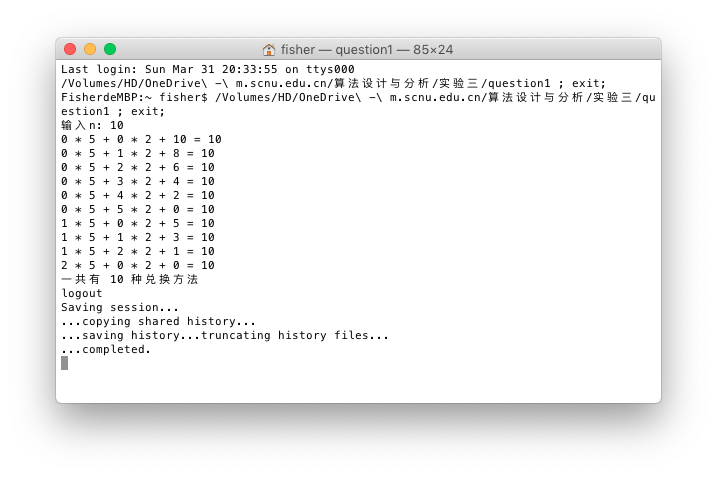 fisher — question1 — 85×24
Last login: Sun Mar 31 20:33:55 on ttys000
/Volumes/HD/OneDrive\ -\ m.scnu.edu.cn/算法设计与分析/实验三/question1 ; exit;
FisherdeMBP:~ fisher$ /Volumes/HD/OneDrive\ -\ m.scnu.edu.cn/算法设计与分析/实验三/qu
estion1 ; exit;
输入n: 10
0 * 5 + 0 * 2 + 10 = 10
0 * 5 + 1 * 2 + 8 = 10
0 * 5 + 2 * 2 + 6 = 10
0 * 5 + 3 * 2 + 4 = 10
0 * 5 + 4 * 2 + 2 = 10
0 * 5 + 5 * 2 + 0 = 10
1 * 5 + 0 * 2 + 5 = 10
1 * 5 + 1 * 2 + 3 = 10
1 * 5 + 2 * 2 + 1 = 10
2 * 5 + 0 * 2 + 0 = 10
一共有 10 种兑换方法
logout
Saving session...
...copying shared history...
...saving history...truncating history files...
...completed.